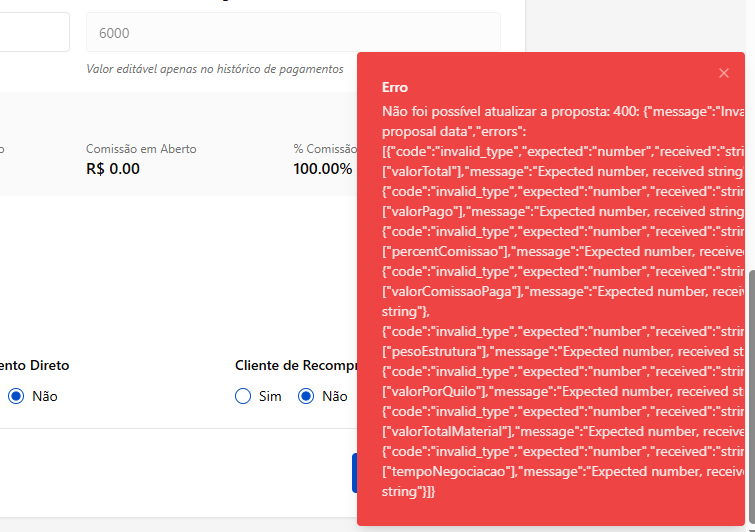 6000
Valor editável apenas no histórico de pagamentos
Comissão em Aberto
% Comissão
R$ 0.00
100.00%
ento Direto
Cliente de Recompr
Não
Sim
Não
Erro
Não foi possível atualizar a proposta: 400: {"message":"Inva
proposal data","errors":
[{"code":"invalid_type","expected":"number","received":"stri
["valorTotal"],"message":"Expected number, received string"
{"code":"invalid_type","expected":"number","received":"stri
["valorPago"],"message":"Expected number, received string
{"code":"invalid_type","expected":"number","received":"stri
["percentComissao"],"message":"Expected number, received
{"code":"invalid_type","expected":"number","received":"stri
["valorComissaoPaga"],"message":"Expected number, received
string"},
{"code":"invalid_type","expected":"number","received":"stri
["pesoEstrutura"],"message":"Expected number, received st
{"code":"invalid_type","expected":"number","received":"stri
["valorPorQuilo"],"message":"Expected number, received st
{"code":"invalid_type","expected":"number","received":"stri
["valorTotalMaterial"],"message":"Expected number, receive
{"code":"invalid_type","expected":"number","received":"stri
["tempoNegociacao"],"message":"Expected number, receive
string"}]}